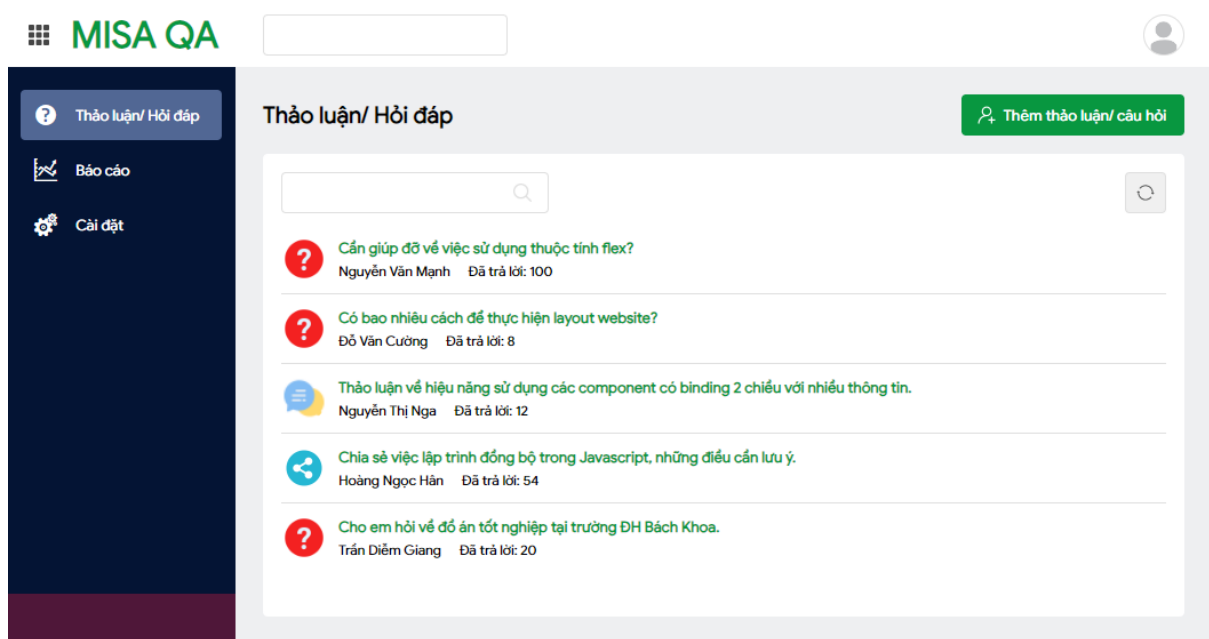 MISA QA
Thảo luận/ Hỏi đáp
Báo cáo
Cài đặt
Thảo luận/ Hỏi đáp
Thêm thảo luận/ câu hỏi
Cần giúp đỡ về việc sử dụng thuộc tính flex?
Nguyễn Văn Mạnh Đã trả lời: 100
Có bao nhiêu cách để thực hiện layout website?
Đỗ Văn Cường Đã trả lời: 8
Thảo luận về hiệu năng sử dụng các component có binding 2 chiều với nhiều thông tin.
Nguyễn Thị Nga Đã trả lời: 12
Chia sẻ việc lập trình đồng bộ trong Javascript, những điều cần lưu ý.
Hoàng Ngọc Hân Đã trả lời: 54
Cho em hỏi về đồ án tốt nghiệp tại trường ĐH Bách Khoa.
Trần Diễm Giang Đã trả lời: 20